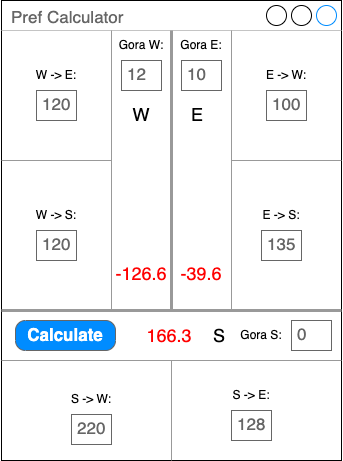 Pref Calculator
Gora W: Gora E:
W -> E: 12 10 E -> W:
120 W E 100
W -> S: E -> S:
120 135
-126.6 -39.6
Calculate 166.3 S Gora S: 0
S -> W: S -> E:
220 128